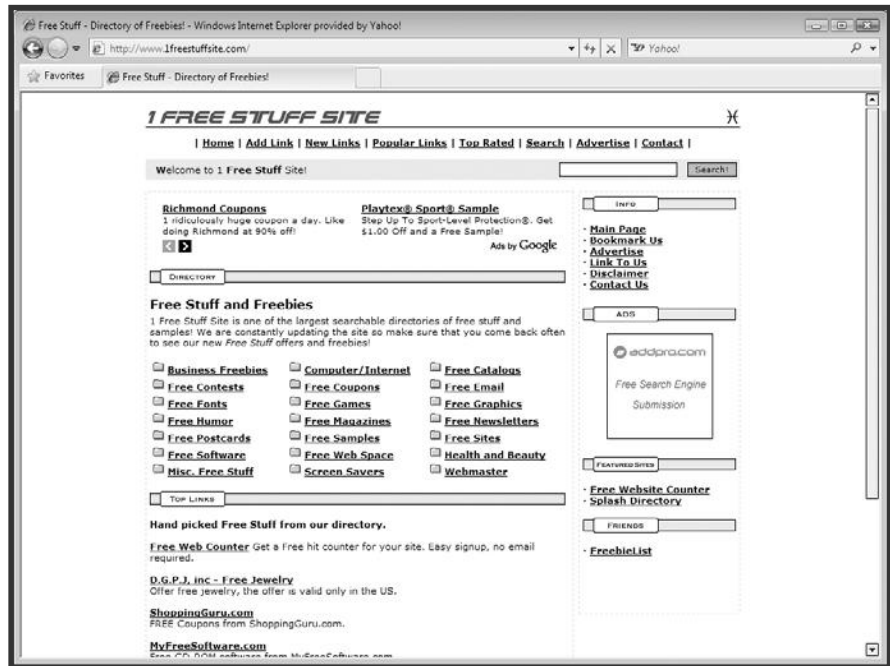 Free Stuff - Directory of Freebies! - Windows Internet Explorer provided by Yahoo!
http://www.1freestuffsite.com/
Yahoo!
Favorites
Free Stuff - Directory of Freebies!
1 FREE STUFF SITE
| Home | Add Link | New Links | Popular Links | Top Rated | Search | Advertise | Contact |
Welcome to 1 Free Stuff Site!
Search!
Richmond Coupons
1 ridiculously huge coupon a day. Like
doing Richmond at 90% off!
Playtex® Sport® Sample
Step Up To Sport-Level Protection®. Get
$1.00 Off and a Free Sample!
Ads by Google
DIRECTORY
Free Stuff and Freebies
1 Free Stuff Site is one of the largest searchable directories of free stuff and
samples! We are constantly updating the site so make sure that you come back often
to see our new Free Stuff offers and freebies!
Business Freebies Computer/Internet Free Catalogs
Free Contests Free Coupons Free Email
Free Fonts Free Games Free Graphics
Free Humor Free Magazines Free Newsletters
Free Postcards Free Samples Free Sites
Free Software Free Web Space Health and Beauty
Misc. Free Stuff Screen Savers Webmaster
TOP LINKS
Hand picked Free Stuff from our directory.
Free Web Counter Get a Free hit counter for your site. Easy signup, no email
required.
D.G.P.J, inc - Free Jewelry
Offer free jewelry, the offer is valid only in the US.
ShoppingGuru.com
FREE Coupons from ShoppingGuru.com.
MyFreeSoftware.com
Free CD-ROM software from MyFreeSoftware.com
INFO
· Main Page
· Bookmark Us
· Advertise
· Link To Us
· Disclaimer
· Contact Us
ADS
addpro.com
Free Search Engine
Submission
FEATURED SITES
· Free Website Counter
· Splash Directory
FRIENDS
· FreebieList